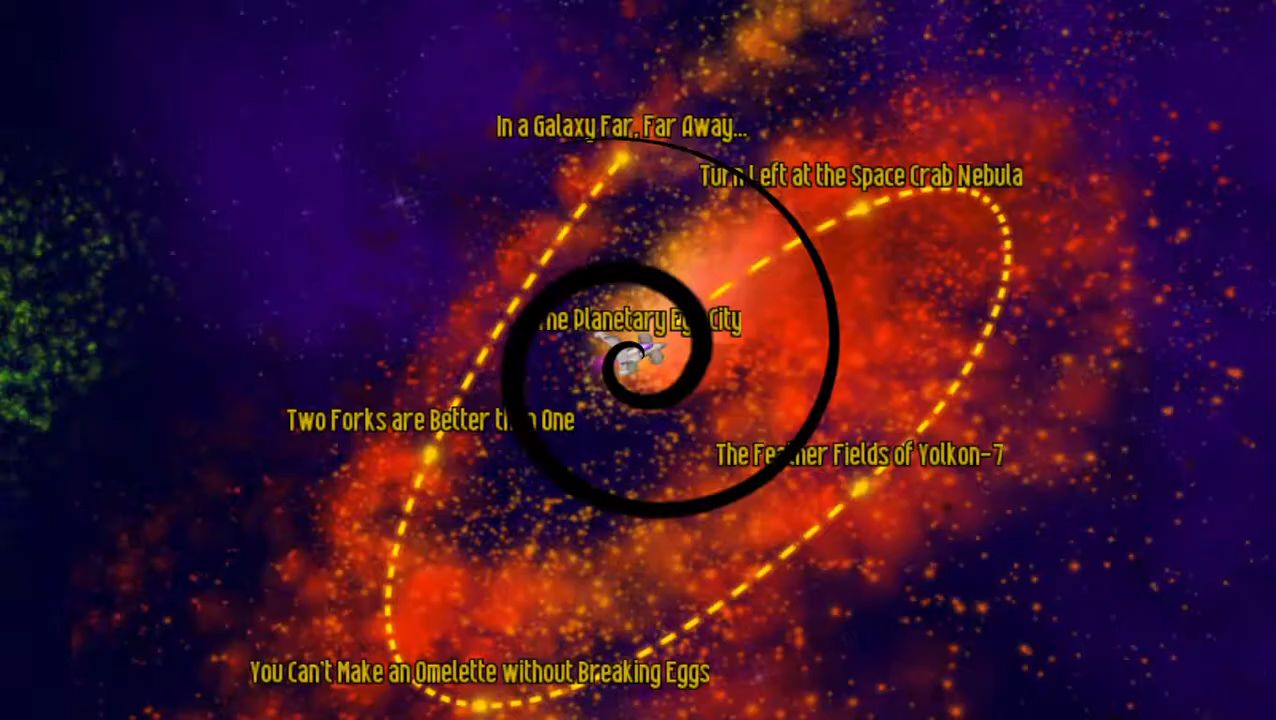 In a Galaxy Far, Far Away...
Turn Left at the Space Crab Nebula
The Planetary Egg City
Two Forks are Better than One
The Feather Fields of Yolkon-7
You Can't Make an Omelette without Breaking Eggs